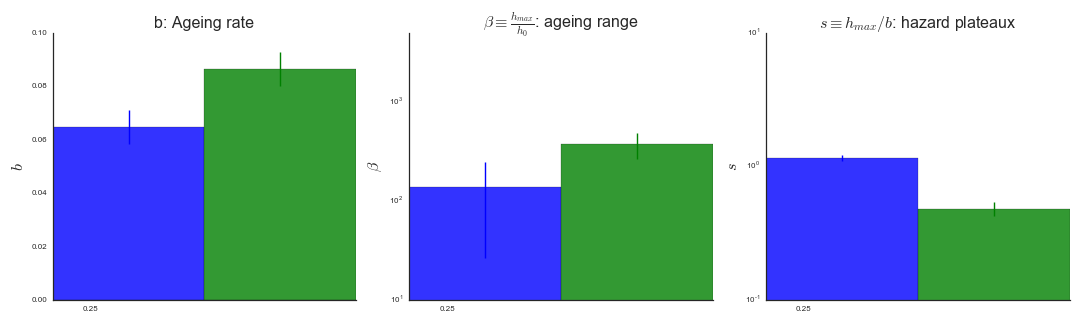 b: Ageing rate
0.10
0.08
0.06
0.04
0.02
0.00
b
0.25
β ≡ h_max/h_0: ageing range
10^3
10^2
10^1
β
0.25
s ≡ h_max/b: hazard plateaux
10^1
10^0
10^-1
s
0.25